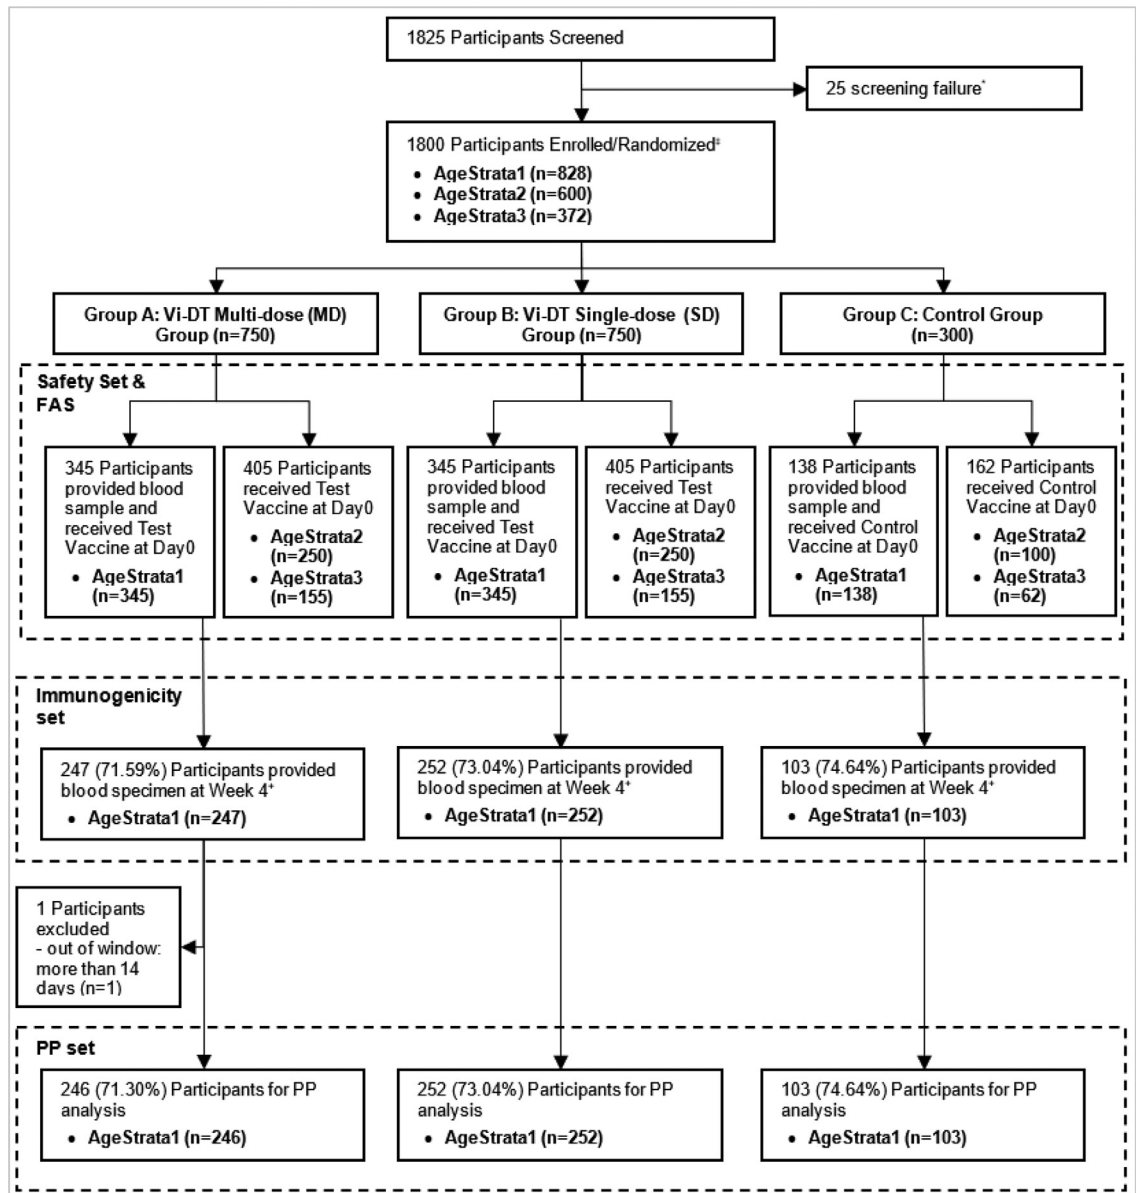 1825 Participants Screened
25 screening failure*
1800 Participants Enrolled/Randomized‡
• AgeStrata1 (n=828)
• AgeStrata2 (n=600)
• AgeStrata3 (n=372)
Group A: Vi-DT Multi-dose (MD)
Group (n=750)
Group B: Vi-DT Single-dose (SD)
Group (n=750)
Group C: Control Group
(n=300)
Safety Set &
FAS
345 Participants
provided blood
sample and
received Test
Vaccine at Day0
• AgeStrata1
(n=345)
405 Participants
received Test
Vaccine at Day0
• AgeStrata2
(n=250)
• AgeStrata3
(n=155)
345 Participants
provided blood
sample and
received Test
Vaccine at Day0
• AgeStrata1
(n=345)
405 Participants
received Test
Vaccine at Day0
• AgeStrata2
(n=250)
• AgeStrata3
(n=155)
138 Participants
provided blood
sample and
received Control
Vaccine at Day0
• AgeStrata1
(n=138)
162 Participants
received Control
Vaccine at Day0
• AgeStrata2
(n=100)
• AgeStrata3
(n=62)
Immunogenicity
set
247 (71.59%) Participants provided
blood specimen at Week 4+
• AgeStrata1 (n=247)
252 (73.04%) Participants provided
blood specimen at Week 4+
• AgeStrata1 (n=252)
103 (74.64%) Participants provided
blood specimen at Week 4+
• AgeStrata1 (n=103)
1 Participants
excluded
- out of window:
more than 14
days (n=1)
PP set
246 (71.30%) Participants for PP
analysis
• AgeStrata1 (n=246)
252 (73.04%) Participants for PP
analysis
• AgeStrata1 (n=252)
103 (74.64%) Participants for PP
analysis
• AgeStrata1 (n=103)